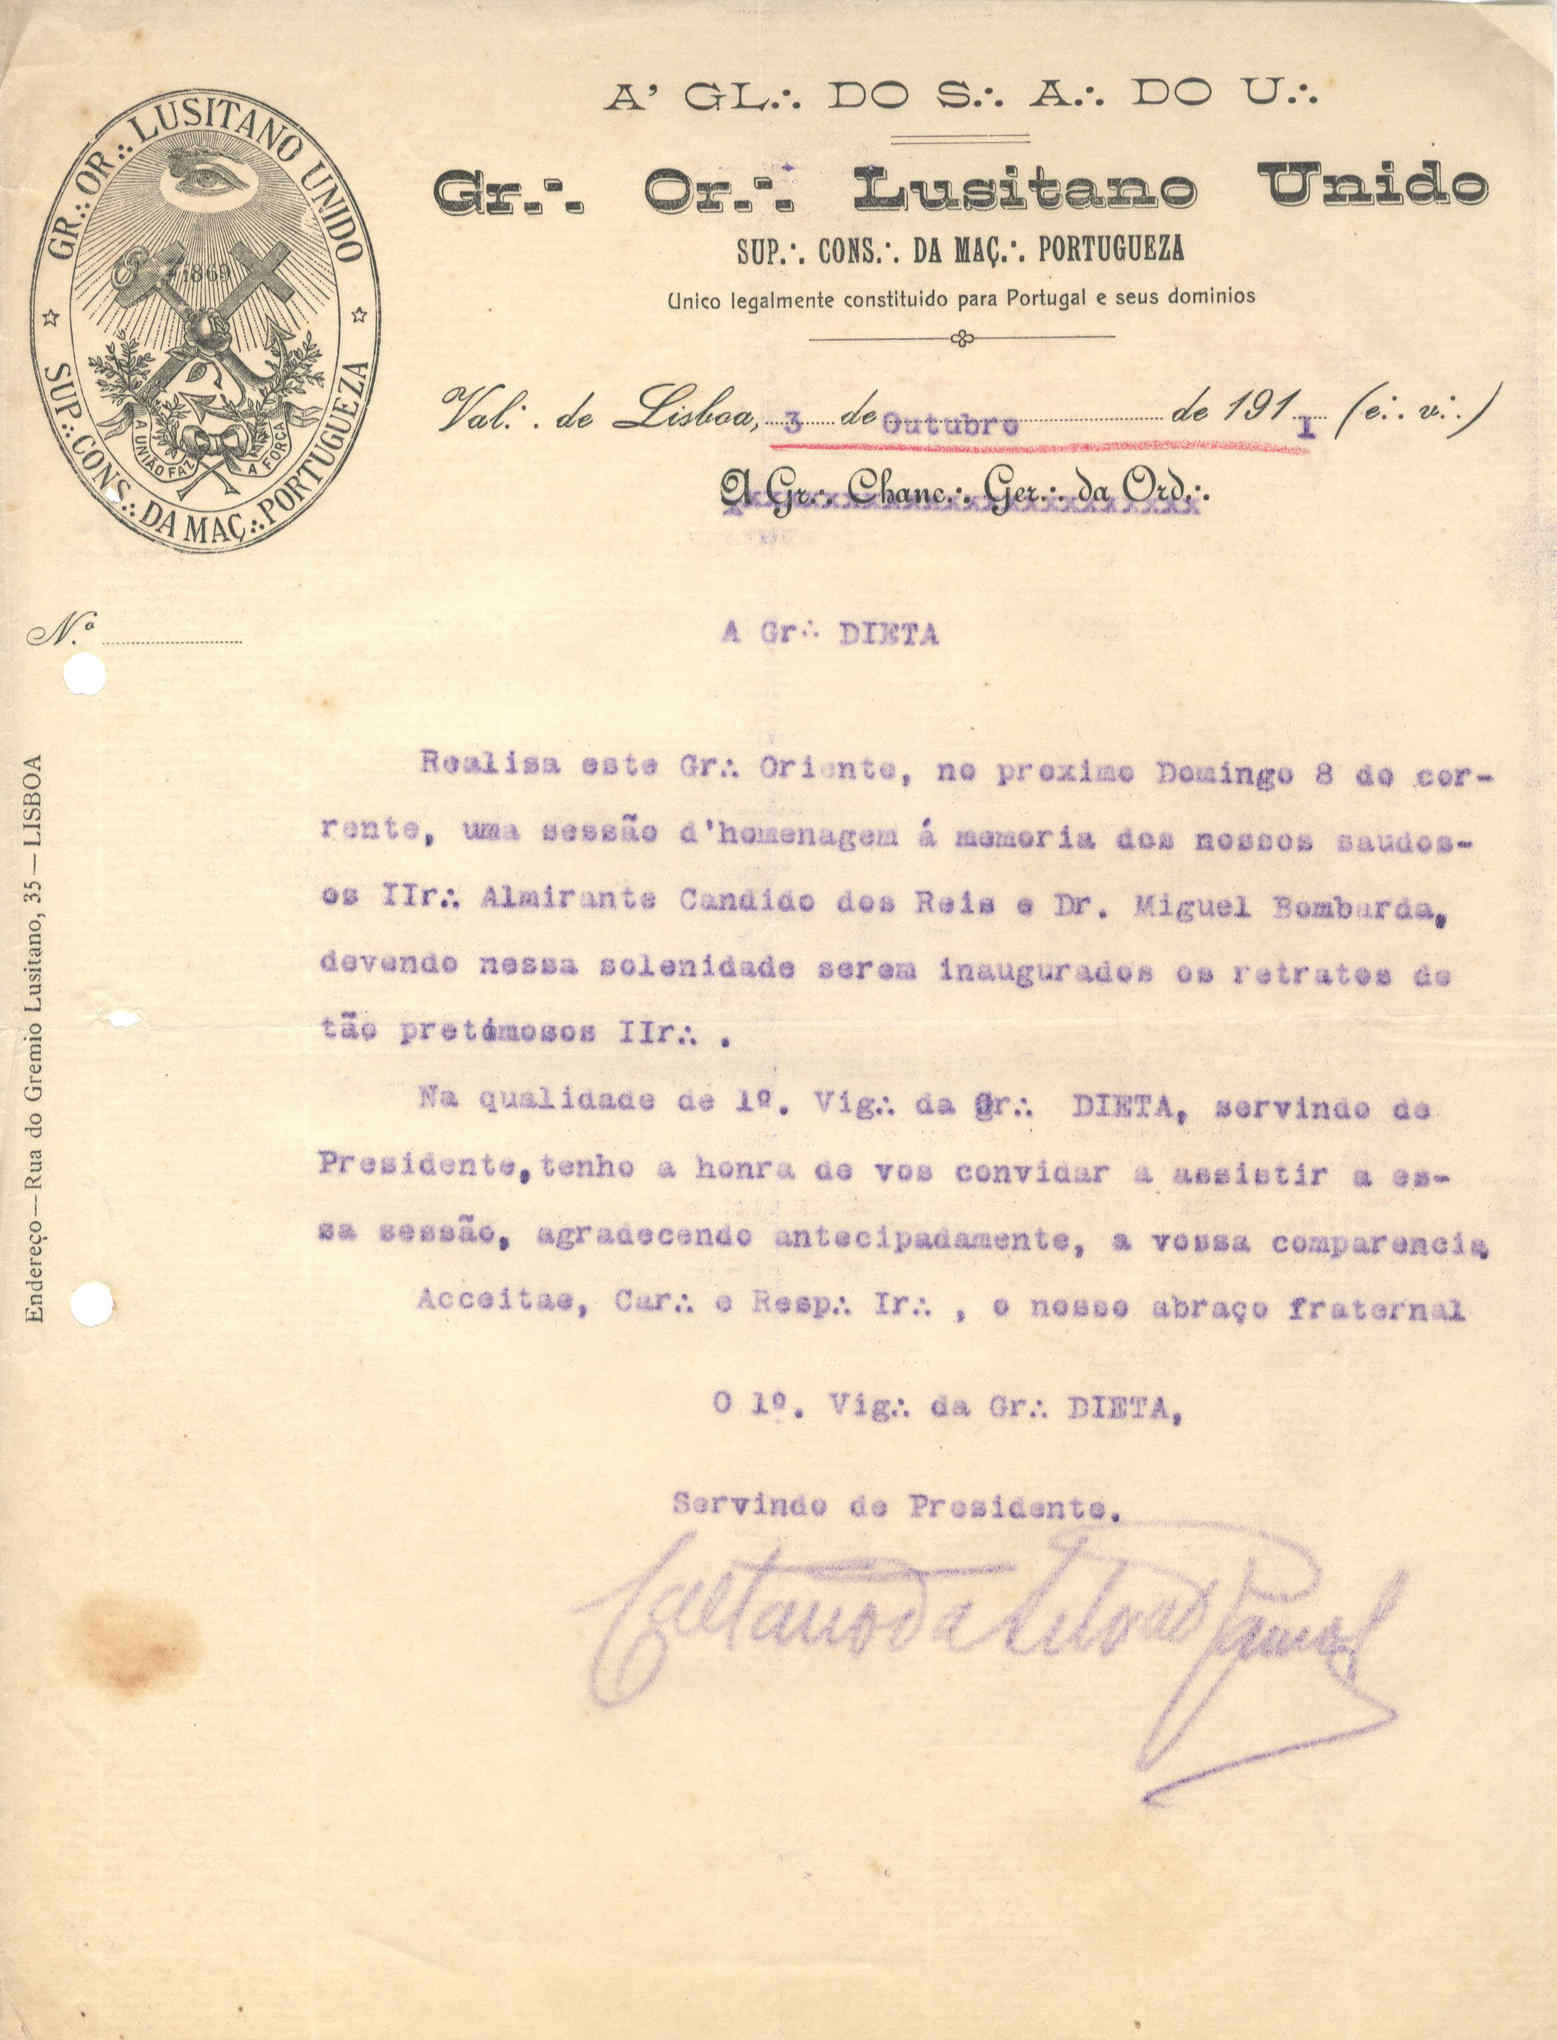 A' GL∴ DO S∴ A∴ DO U∴
Gr∴ Or∴ Lusitano Unido
SUP∴ CONS∴ DA MAÇ∴ PORTUGUEZA
Unico legalmente constituido para Portugal e seus dominios
GR∴ OR∴ LUSITANO UNIDO
SUP∴ CONS∴ DA MAÇ∴ PORTUGUEZA
1869
A UNIÃO FAZ A FORÇA
Val∴ de Lisboa, 3 de Outubro de 1911 (e∴ v∴)
A Gr∴ Chanc∴ Ger∴ da Ord∴
N.º
A Gr∴ DIETA
Realisa este Gr∴ Oriente, no proximo Domingo 8 do cor-
rente, uma sessão d'homenagem á memoria dos nossos saudos-
os IIr∴ Almirante Candido dos Reis e Dr. Miguel Bombarda,
devendo nessa solenidade serem inaugurados os retratos de
tão pretimosos IIr∴ .
Na qualidade de 1º. Vig∴ da Gr∴ DIETA, servindo de
Presidente,tenho a honra de vos convidar a assistir a es-
sa sessão, agradecendo antecipadamente, a vossa comparencia
Acceitae, Car∴ e Resp∴ Ir∴ , o nosso abraço fraternal
O 1º. Vig∴ da Gr∴ DIETA,
Servindo de Presidente.
Caetano da Silva
Endereço—Rua do Gremio Lusitano, 35—LISBOA